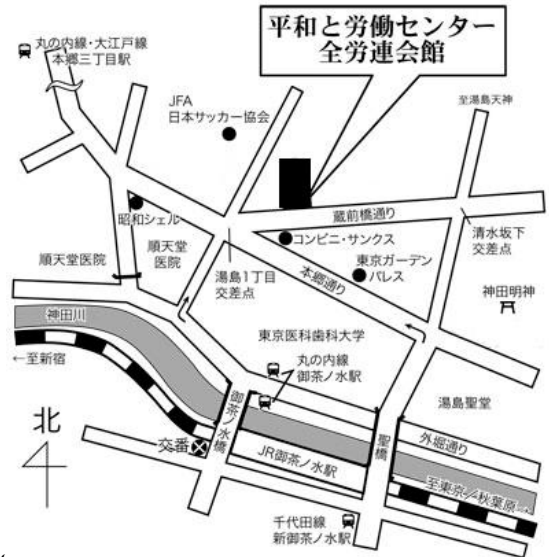 平和と労働センター
全労連会館
丸の内線・大江戸線
本郷三丁目駅
至湯島天神
JFA
日本サッカー協会
昭和シェル
蔵前橋通り
コンビニ・サンクス
清水坂下
交差点
順天堂医院
順天堂
医院
湯島1丁目
交差点
本郷通り
東京ガーデン
パレス
神田明神
神田川
東京医科歯科大学
←至新宿
丸の内線
御茶ノ水駅
湯島聖堂
北
御茶ノ水橋
聖橋
外堀通り
交番
JR御茶ノ水駅
至東京／秋葉原→
千代田線
新御茶ノ水駅